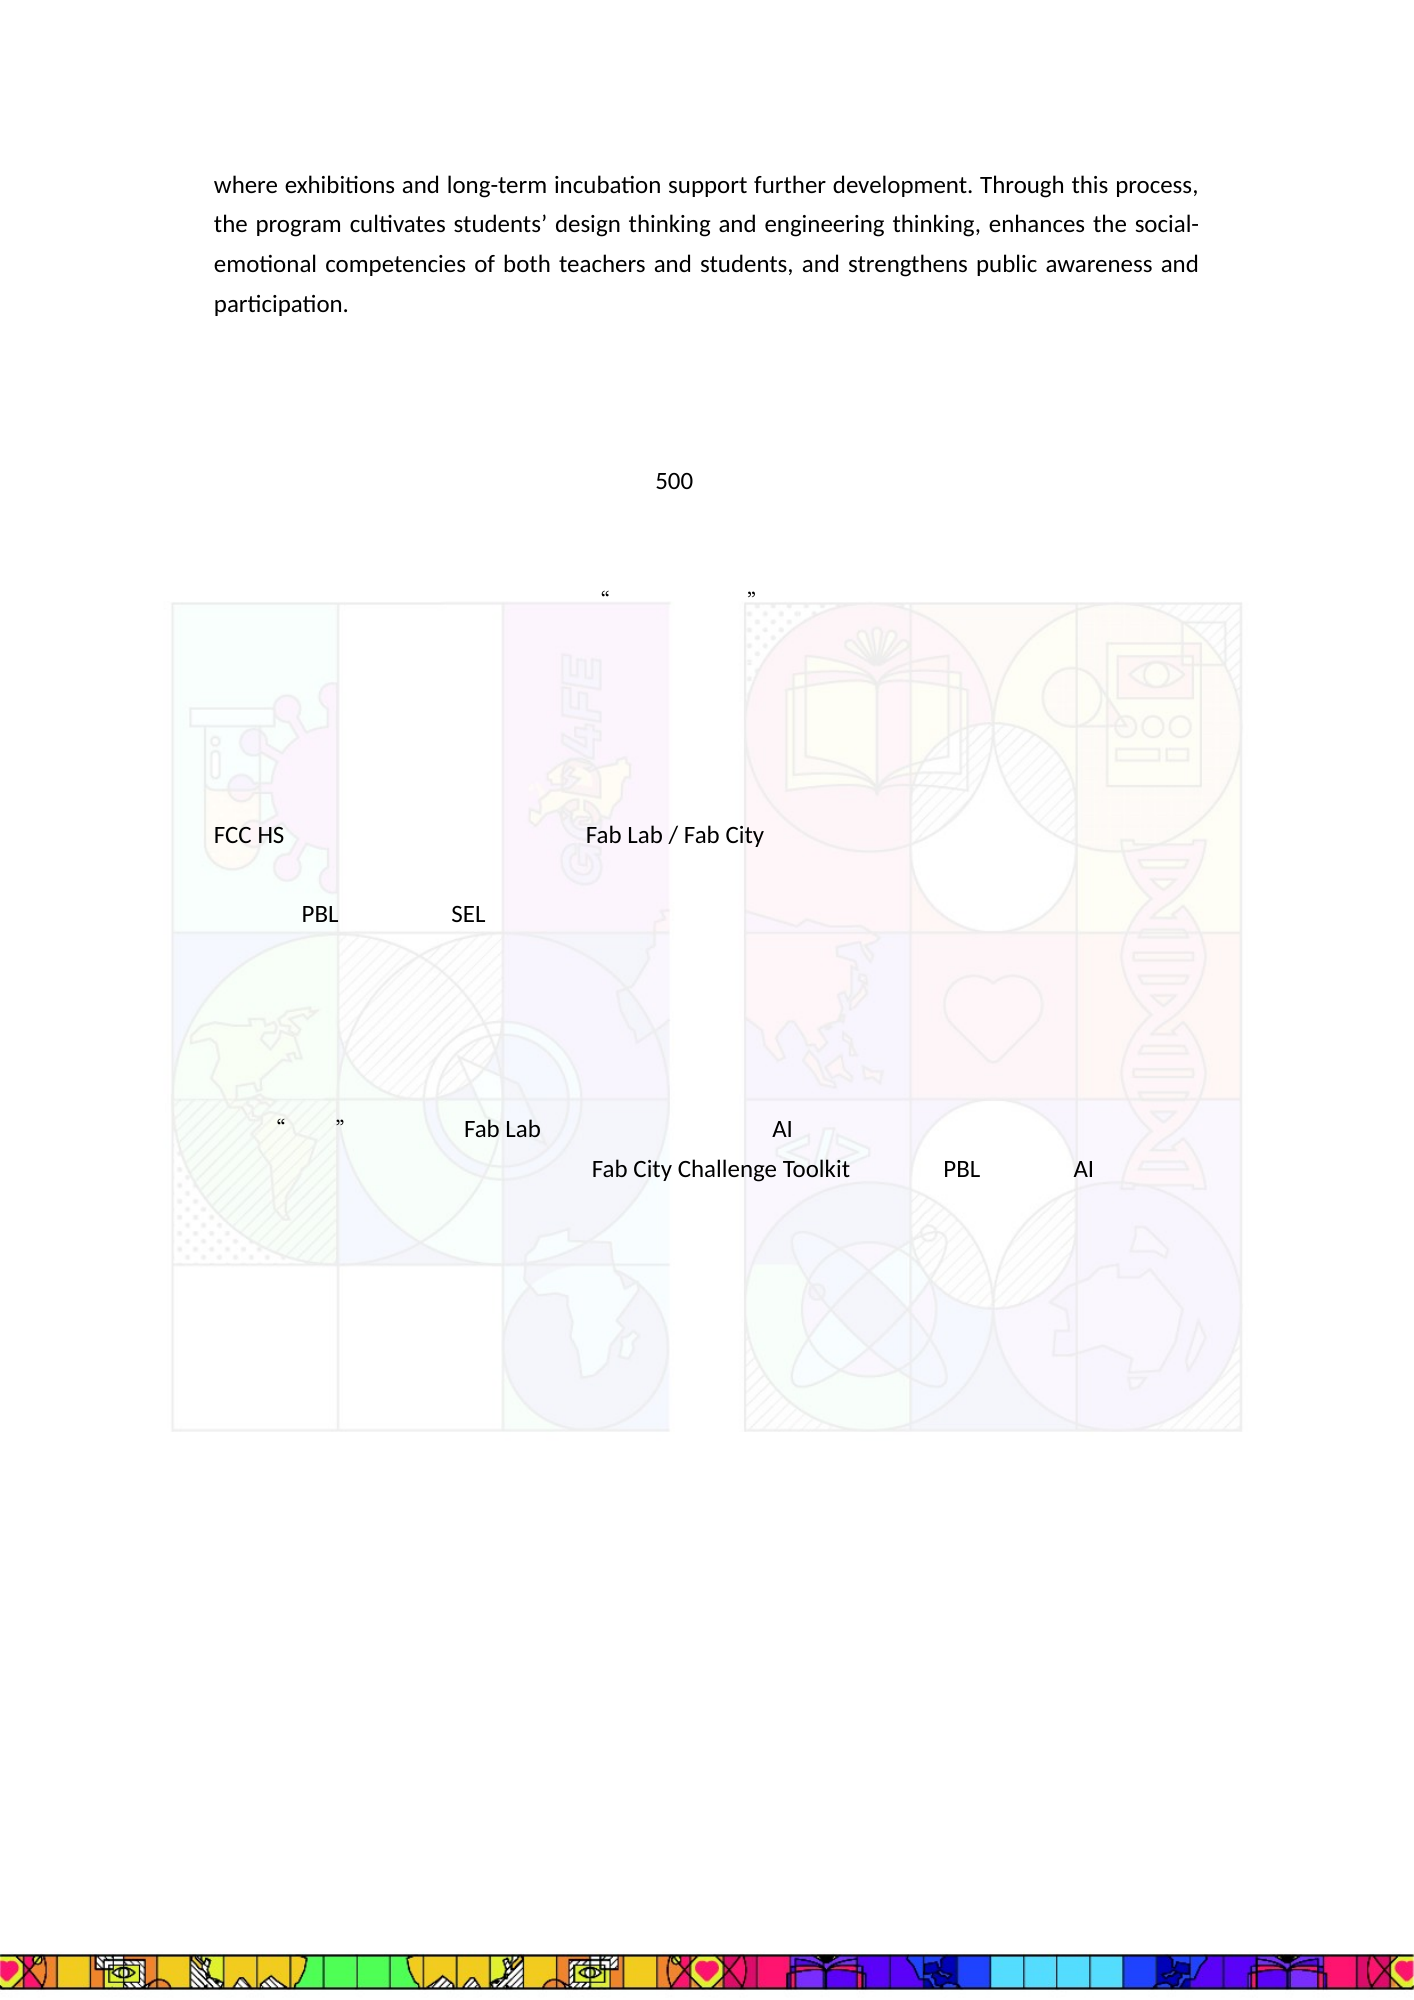 where exhibitions and long-term incubation support further development. Through this process,
the program cultivates students’ design thinking and engineering thinking, enhances the social-
emotional competencies of both teachers and students, and strengthens public awareness and
participation.
500
“ ”
FCC HS Fab Lab / Fab City
PBL SEL
“ ” Fab Lab AI
Fab City Challenge Toolkit PBL AI